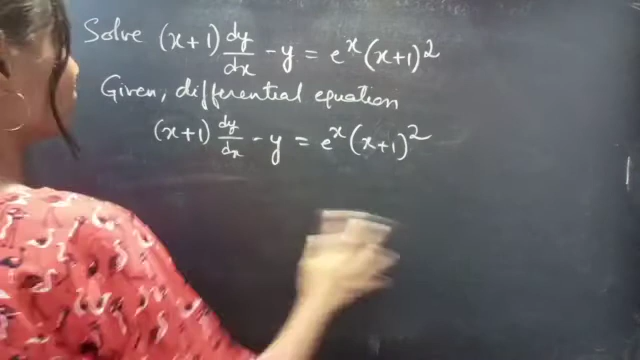 Solve (x+1) dy/dx - y = e^x (x+1)^2
Given, differential equation
(x+1) dy/dx - y = e^x (x+1)^2